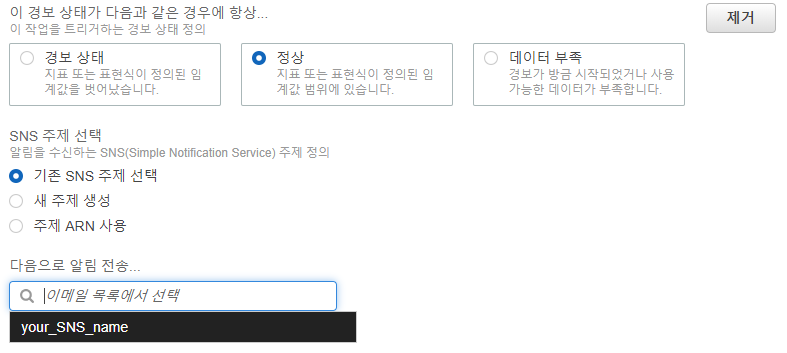 이 경보 상태가 다음과 같은 경우에 항상...
제거
이 작업을 트리거하는 경보 상태 정의
경보 상태
지표 또는 표현식이 정의된 임
계값을 벗어났습니다.
정상
지표 또는 표현식이 정의된 임
계값 범위에 있습니다.
데이터 부족
경보가 방금 시작되었거나 사용
가능한 데이터가 부족합니다.
SNS 주제 선택
알림을 수신하는 SNS(Simple Notification Service) 주제 정의
기존 SNS 주제 선택
새 주제 생성
주제 ARN 사용
다음으로 알림 전송...
이메일 목록에서 선택
your_SNS_name